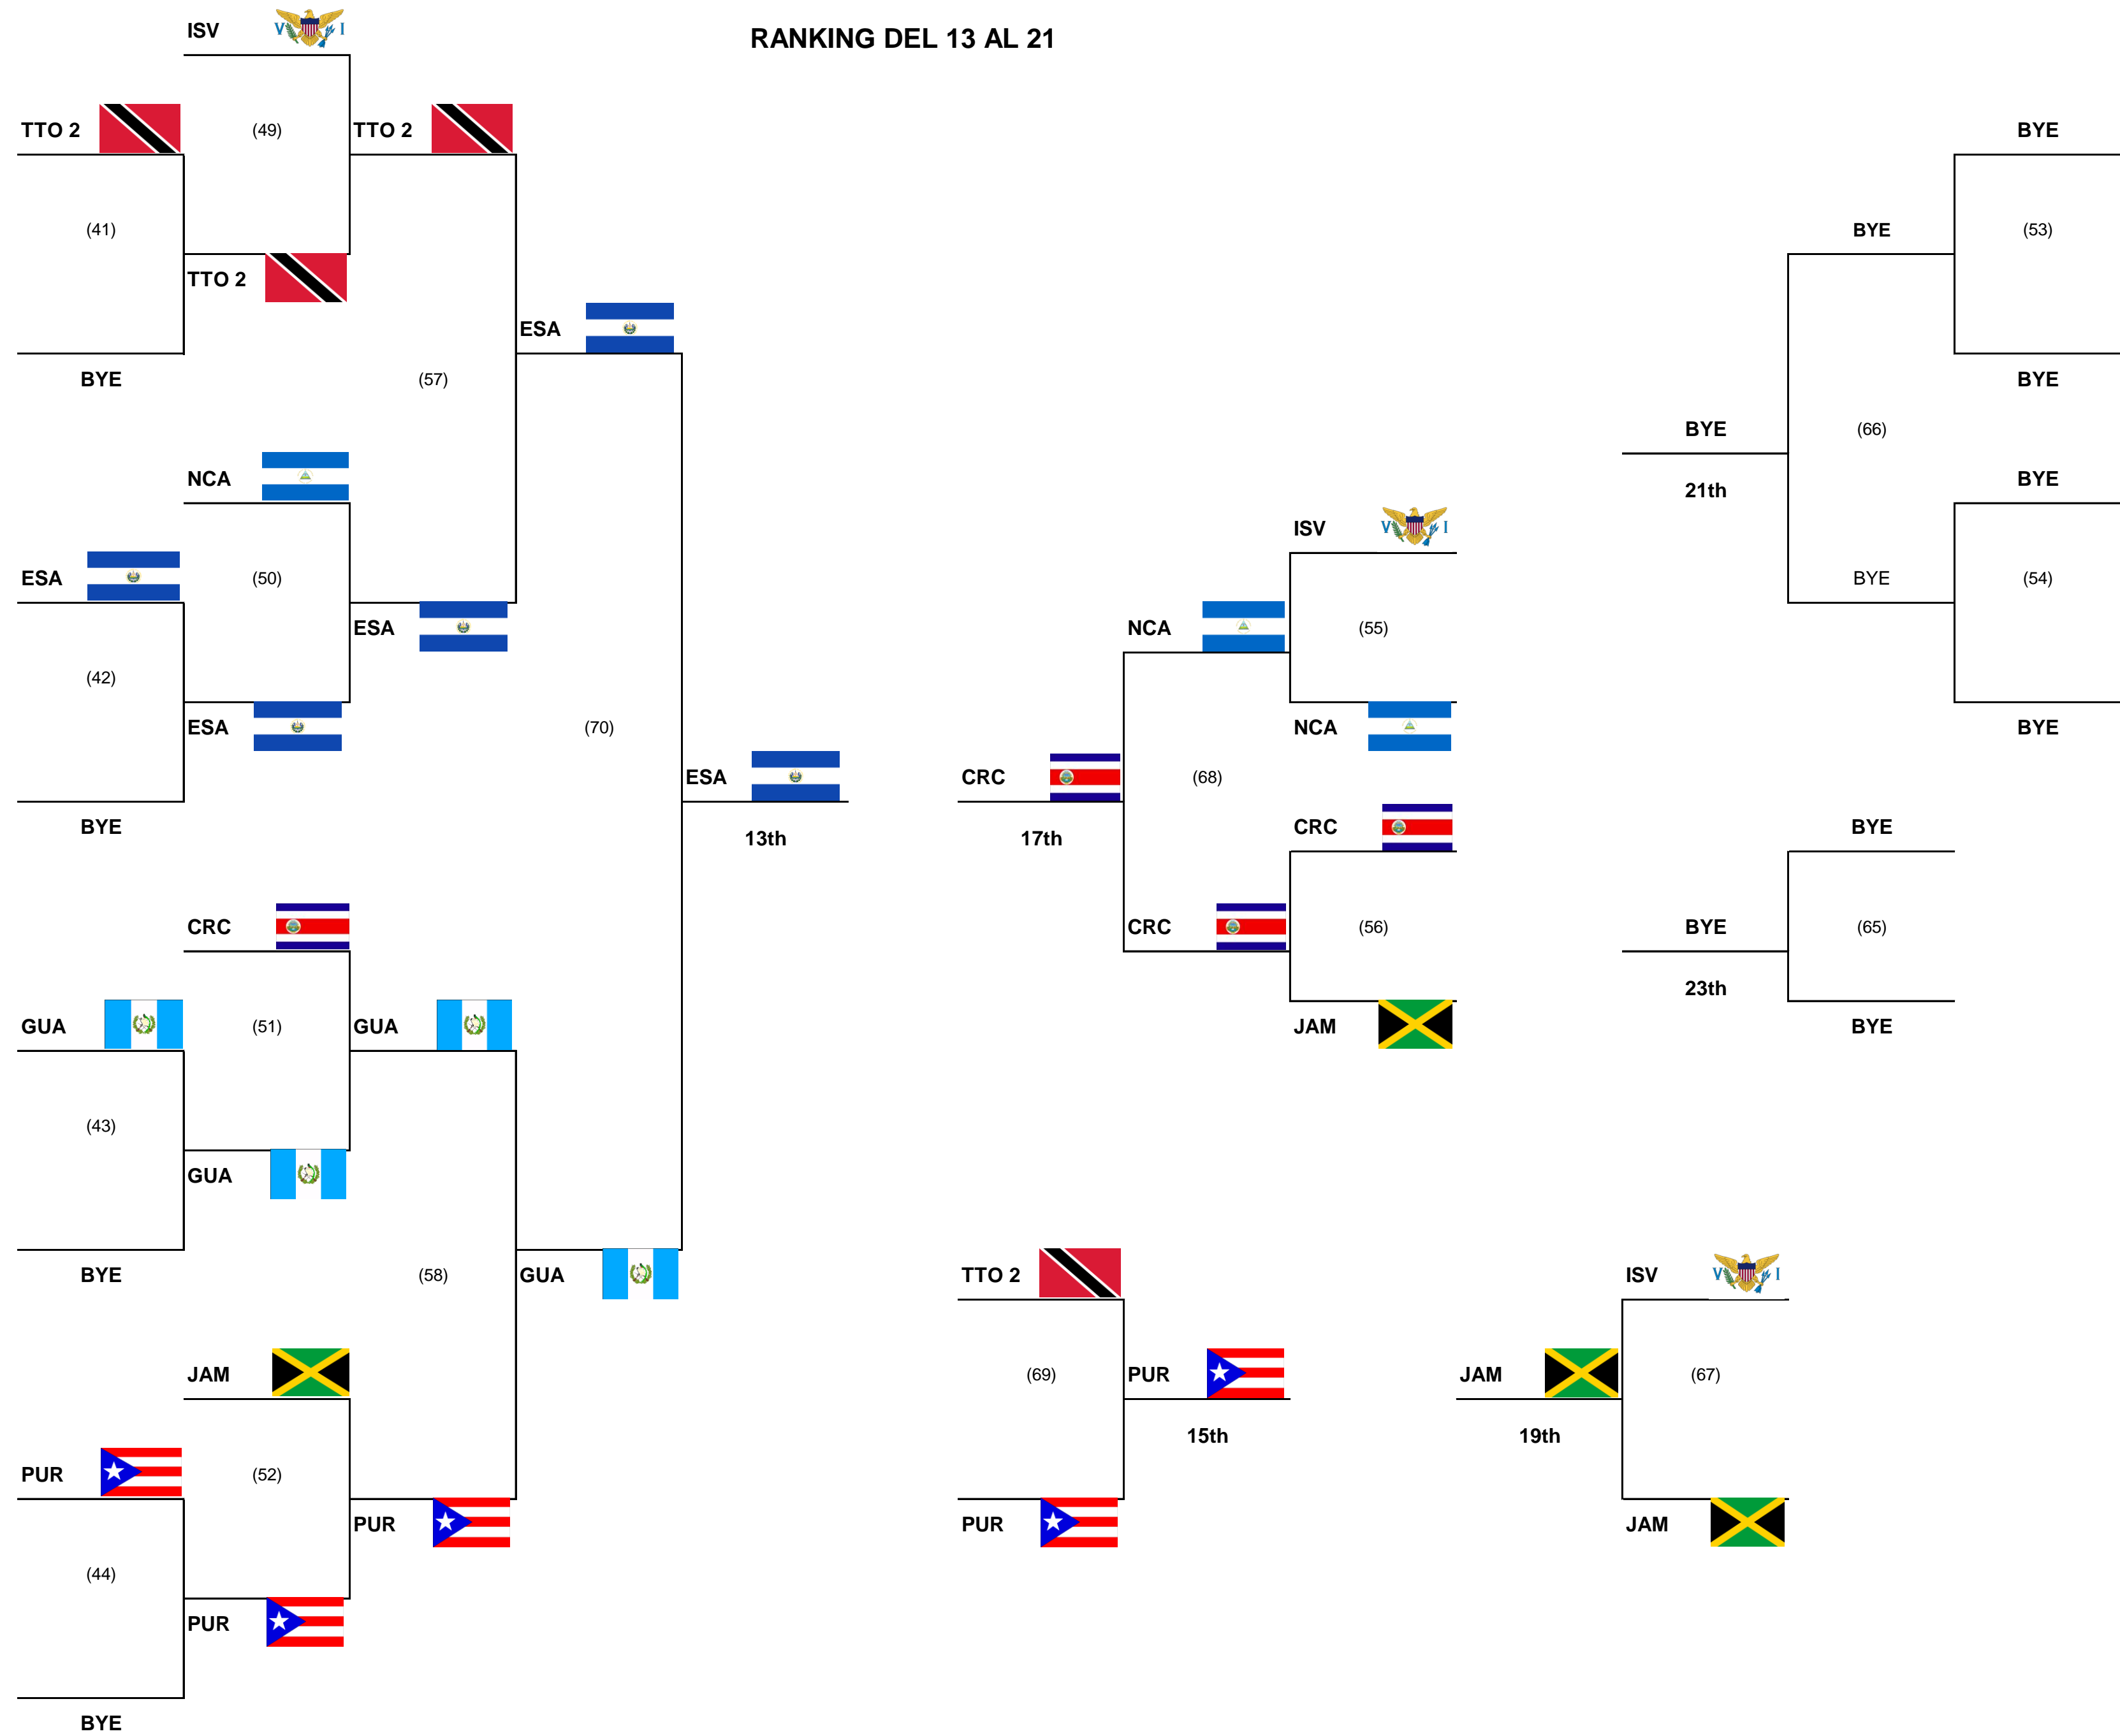 RANKING DEL 13 AL 21
ISV
V I
TTO 2
(49)
TTO 2
(41)
TTO 2
BYE
ESA
(57)
NCA
ESA
(50)
ESA
(42)
ESA
BYE
(70)
ESA
13th
CRC
GUA
(51)
GUA
(43)
GUA
BYE
(58)
GUA
JAM
PUR
(52)
PUR
(44)
PUR
BYE
ISV
V I
NCA
(55)
NCA
CRC
(68)
17th
CRC
CRC
(56)
JAM
TTO 2
(69)
PUR
15th
PUR
BYE
BYE
(53)
BYE
BYE
(66)
21th
BYE
BYE
(54)
BYE
BYE
BYE
(65)
23th
BYE
ISV
V I
JAM
(67)
19th
JAM